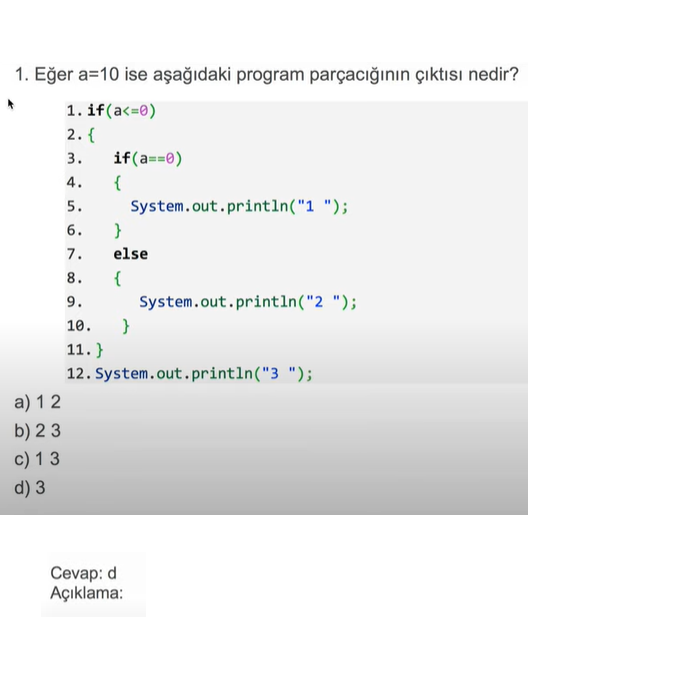 1. Eğer a=10 ise aşağıdaki program parçacığının çıktısı nedir?
1. if(a<=0)
2. {
3. if(a==0)
4. {
5. System.out.println("1 ");
6. }
7. else
8. {
9. System.out.println("2 ");
10. }
11. }
12. System.out.println("3 ");
a) 1 2
b) 2 3
c) 1 3
d) 3
Cevap: d
Açıklama: